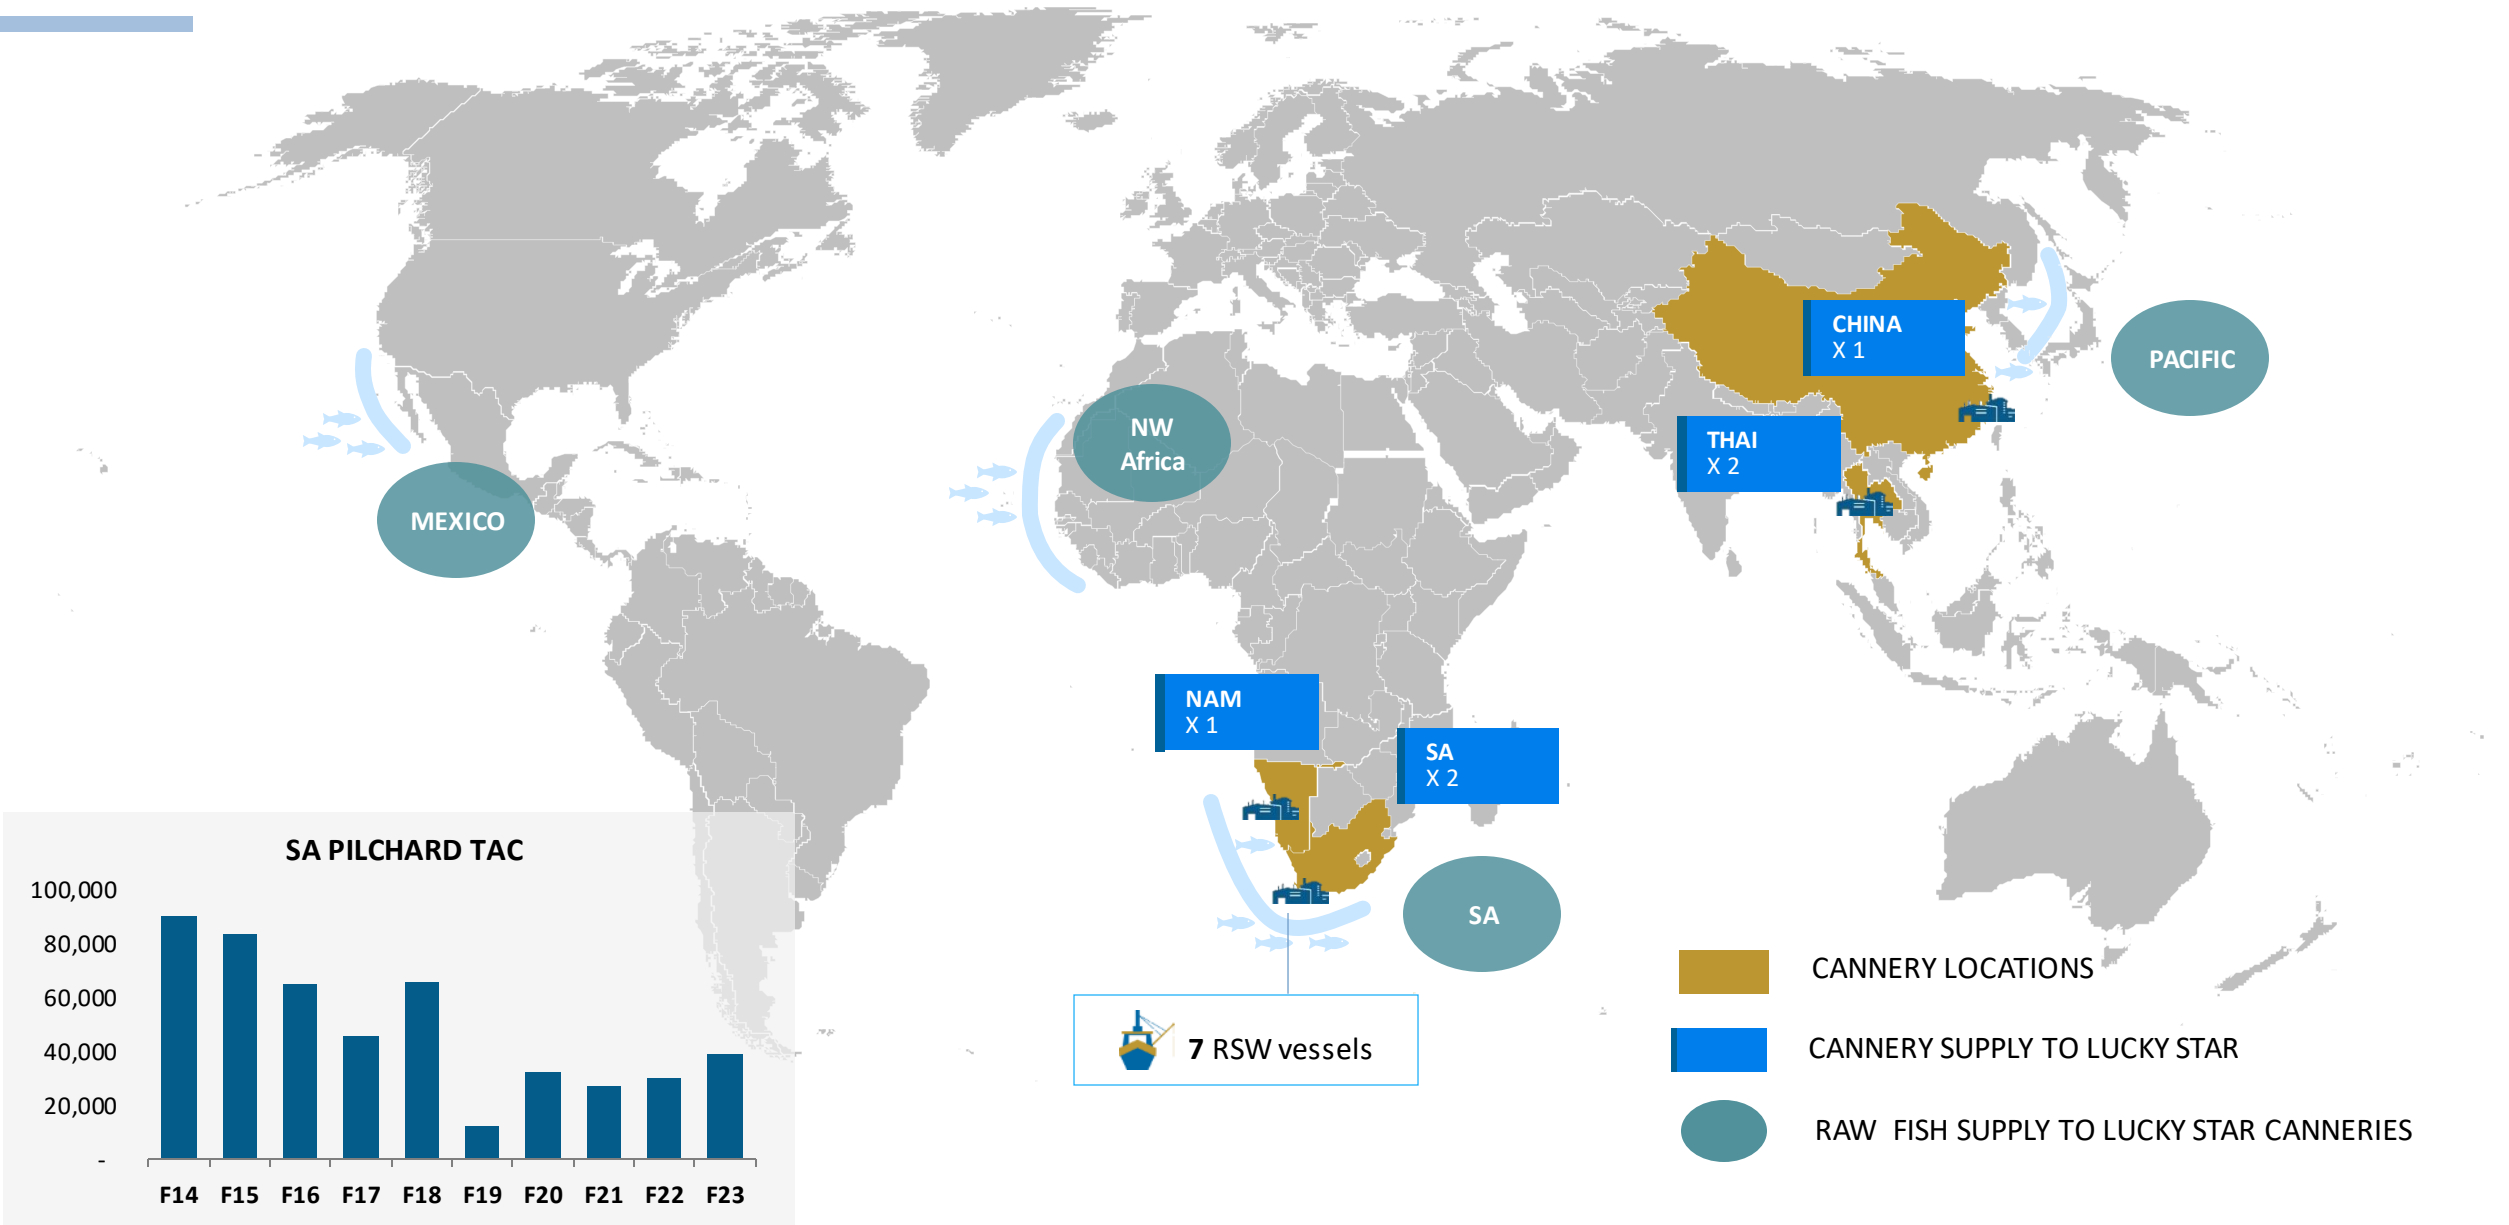 CHINA
X 1
PACIFIC
NW
Africa
THAI
X 2
MEXICO
NAM
X 1
SA
X 2
SA
7 RSW vessels
SA PILCHARD TAC
100,000
80,000
60,000
40,000
20,000
-
F14 F15 F16 F17 F18 F19 F20 F21 F22 F23
CANNERY LOCATIONS
CANNERY SUPPLY TO LUCKY STAR
RAW FISH SUPPLY TO LUCKY STAR CANNERIES